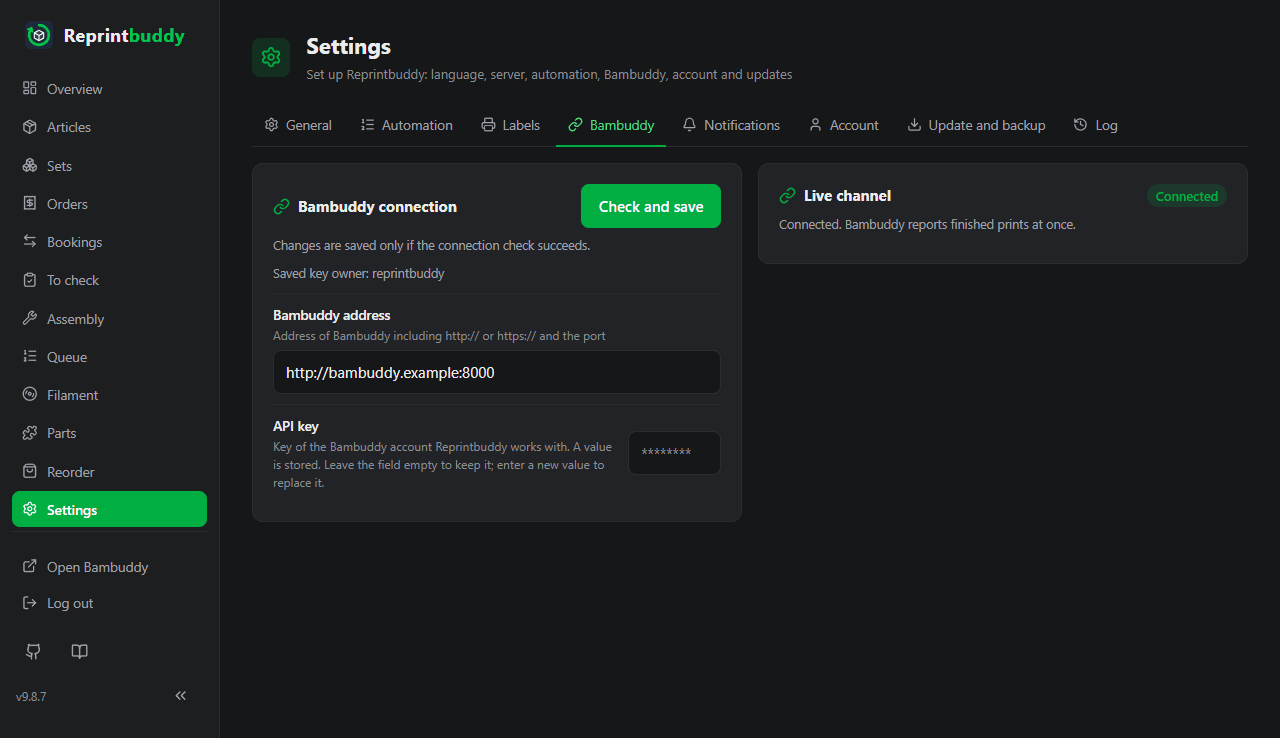 Reprintbuddy
Overview
Articles
Sets
Orders
Bookings
To check
Assembly
Queue
Filament
Parts
Reorder
Settings
Open Bambuddy
Log out
v9.8.7
Settings
Set up Reprintbuddy: language, server, automation, Bambuddy, account and updates
General
Automation
Labels
Bambuddy
Notifications
Account
Update and backup
Log
Bambuddy connection
Check and save
Changes are saved only if the connection check succeeds.
Saved key owner: reprintbuddy
Bambuddy address
Address of Bambuddy including http:// or https:// and the port
http://bambuddy.example:8000
API key
Key of the Bambuddy account Reprintbuddy works with. A value
is stored. Leave the field empty to keep it; enter a new value to
replace it.
********
Live channel
Connected
Connected. Bambuddy reports finished prints at once.